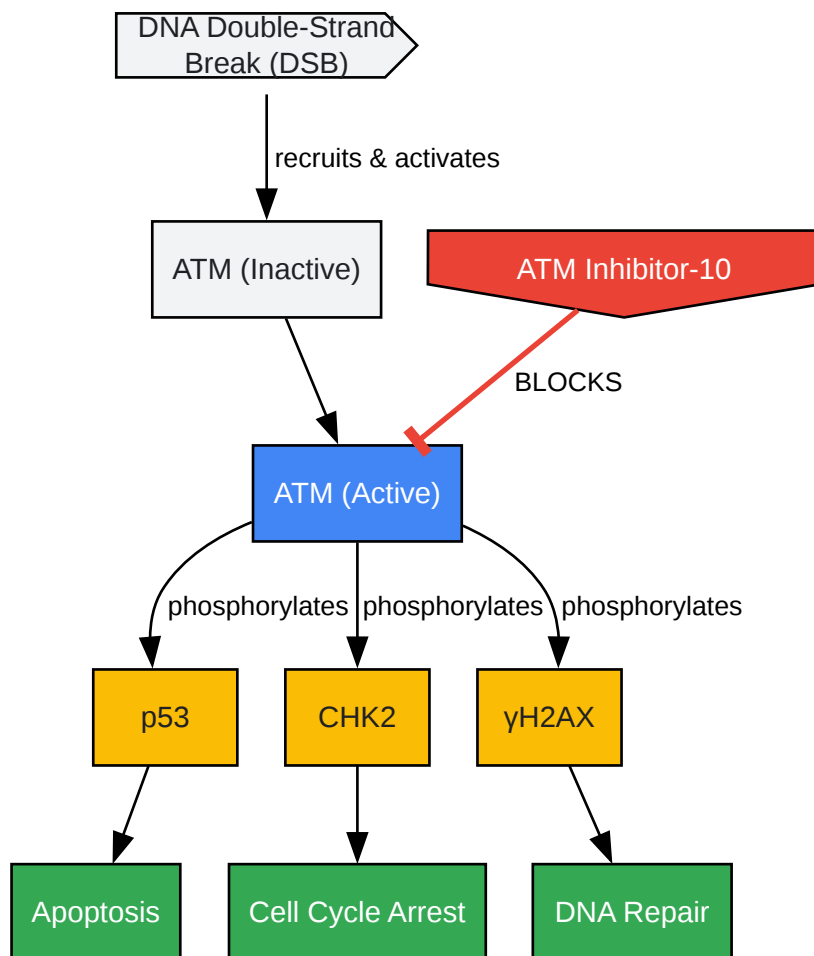 DNA Double-Strand
Break (DSB)
recruits & activates
ATM (Inactive)
ATM Inhibitor-10
BLOCKS
ATM (Active)
phosphorylates
phosphorylates
phosphorylates
p53
CHK2
γH2AX
Apoptosis
Cell Cycle Arrest
DNA Repair